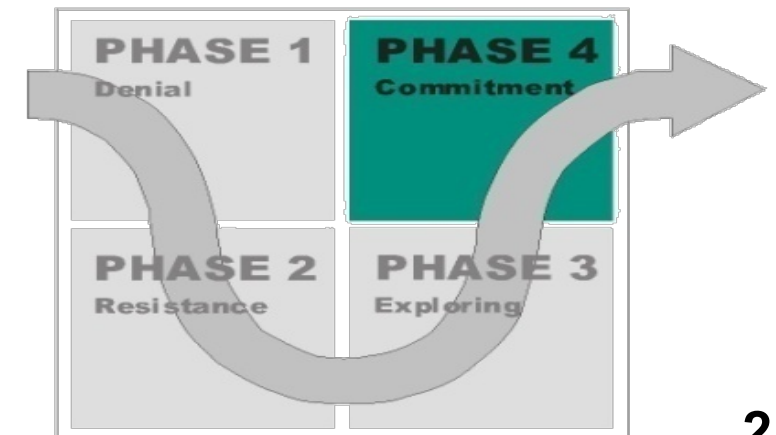 PHASE 1
Denial
PHASE 4
Commitment
PHASE 2
Resistance
PHASE 3
Exploring
2